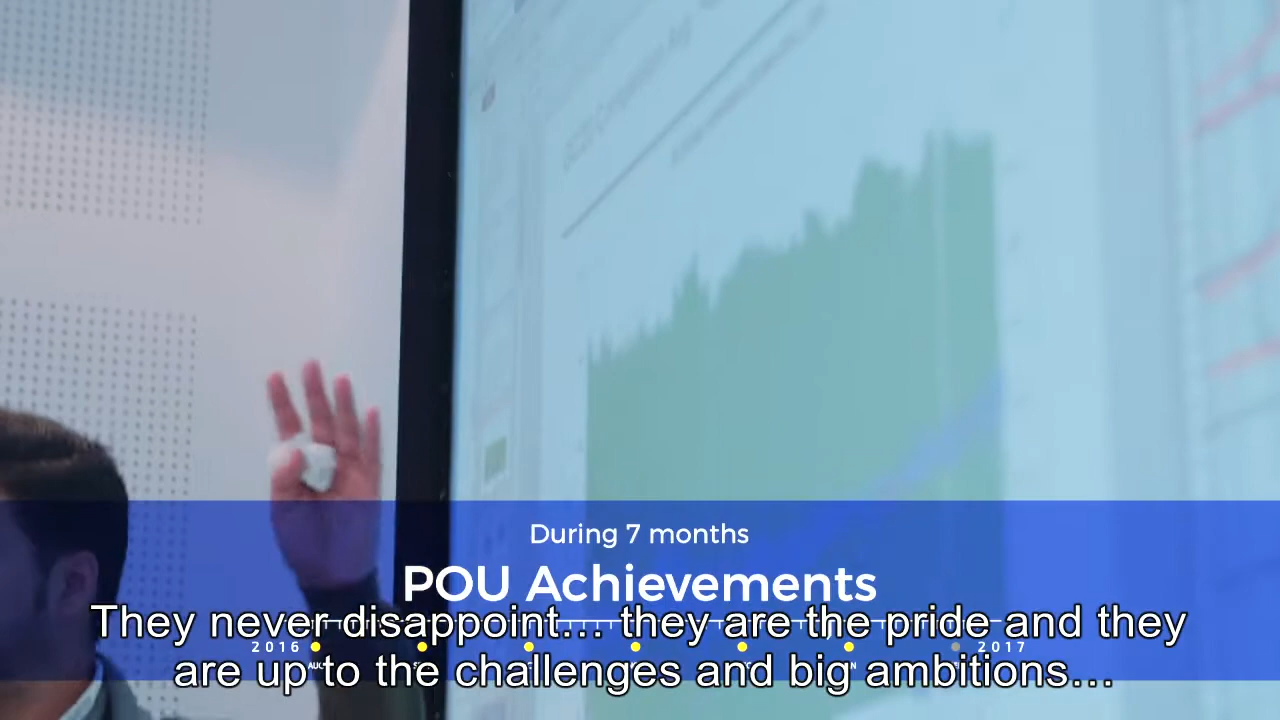 During 7 months
POU Achievements
They never disappoint... they are the pride and they
2016
2017
are up to the challenges and big ambitions...